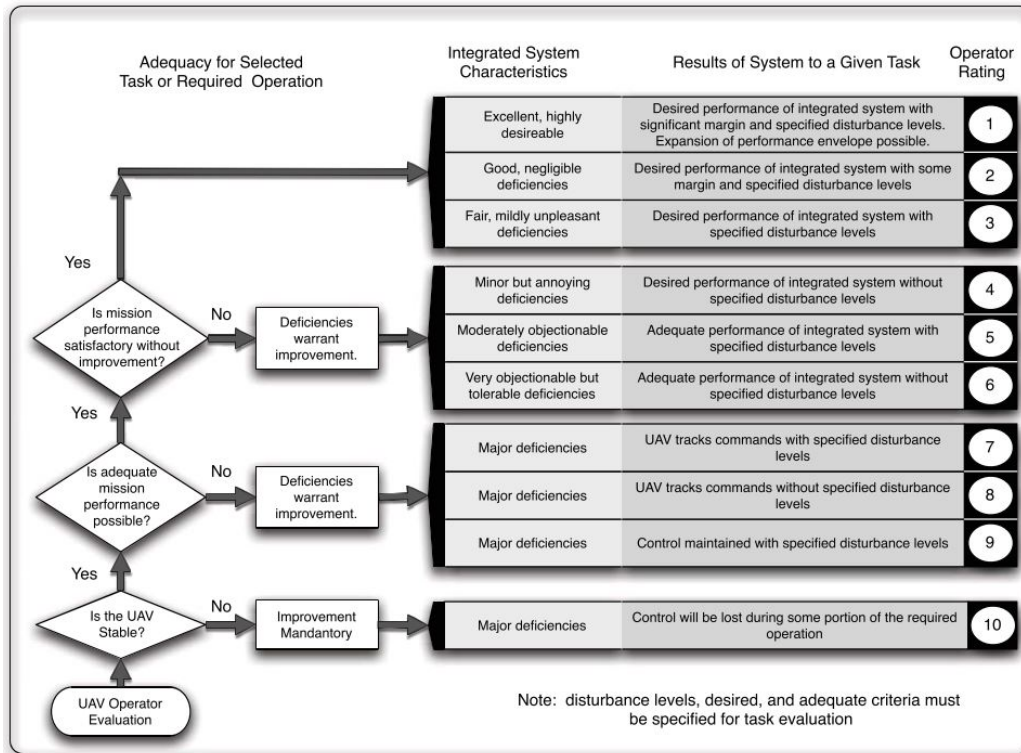 Adequacy for Selected
Task or Required Operation
Integrated System
Characteristics
Results of System to a Given Task
Operator
Rating
Excellent, highly
desireable
Desired performance of integrated system with
significant margin and specified disturbance levels.
Expansion of performance envelope possible.
1
Good, negligible
deficiencies
Desired performance of integrated system with some
margin and specified disturbance levels
2
Fair, mildly unpleasant
deficiencies
Desired performance of integrated system with
specified disturbance levels
3
Yes
Is mission
performance
satisfactory without
improvement?
No
Deficiencies
warrant
improvement.
Minor but annoying
deficiencies
Desired performance of integrated system without
specified disturbance levels
4
Moderately objectionable
deficiencies
Adequate performance of integrated system with
specified disturbance levels
5
Very objectionable but
tolerable deficiencies
Adequate performance of integrated system without
specified disturbance levels
6
Yes
Is adequate
mission
performance
possible?
No
Deficiencies
warrant
improvement.
Major deficiencies
UAV tracks commands with specified disturbance
levels
7
Major deficiencies
UAV tracks commands without specified disturbance
levels
8
Major deficiencies
Control maintained with specified disturbance levels
9
Yes
Is the UAV
Stable?
No
Improvement
Mandantory
Major deficiencies
Control will be lost during some portion of the required
operation
10
UAV Operator
Evaluation
Note: disturbance levels, desired, and adequate criteria must
be specified for task evaluation